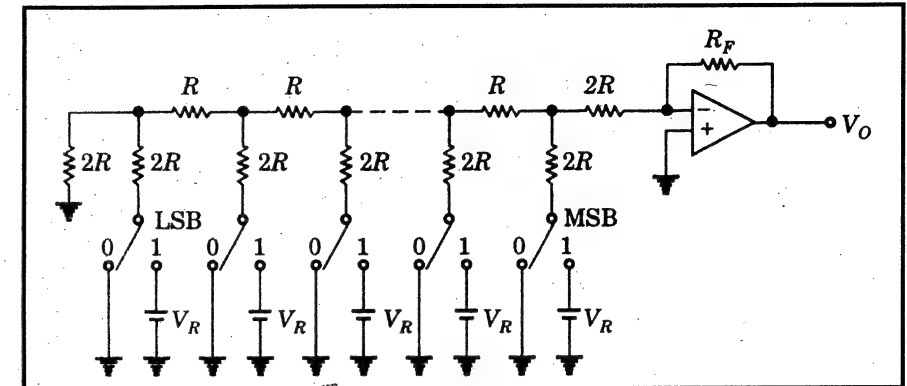 R_F
R R R 2R
− + V_O
2R 2R 2R 2R 2R 2R
LSB MSB
0 1 0 1 0 1 0 1 0 1
V_R V_R V_R V_R V_R